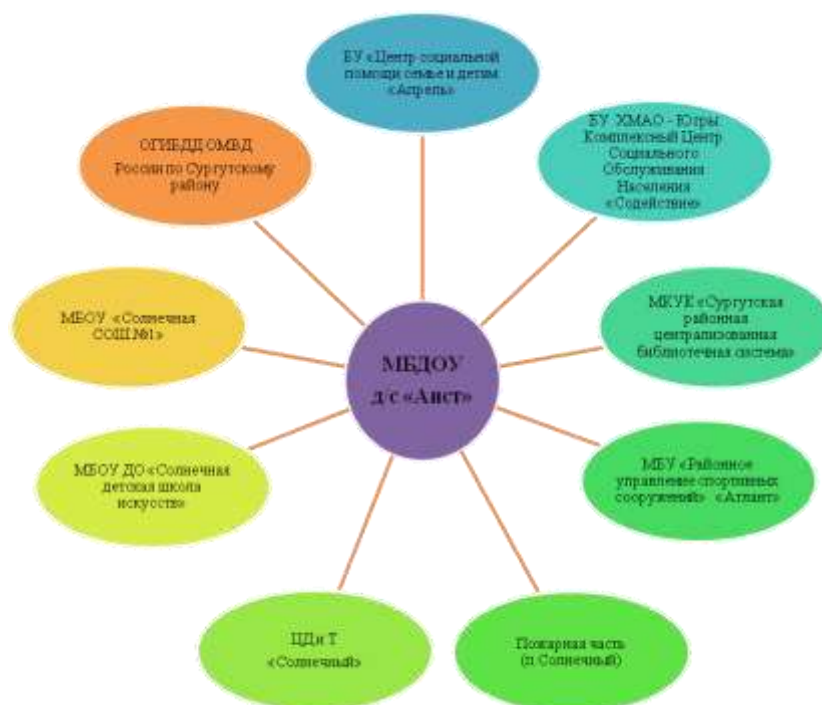 БУ «Центр социальной
помощи семье и детям
«Апрель»
БУ ХМАО - Югры
Комплексный Центр
Социального
Обслуживания
Населения
«Содействие»
МКУК «Сургутская
районная
централизованная
библиотечная система»
МБУ «Районное
управление спортивных
сооружений» «Атлант»
Пожарная часть
(п.Солнечный)
ЦД и Т
«Солнечный»
МБОУ ДО «Солнечная
детская школа
искусств»
МБОУ «Солнечная
СОШ №1»
ОГИБДД ОМВД
России по Сургутскому
району
МБДОУ
д/с «Аист»